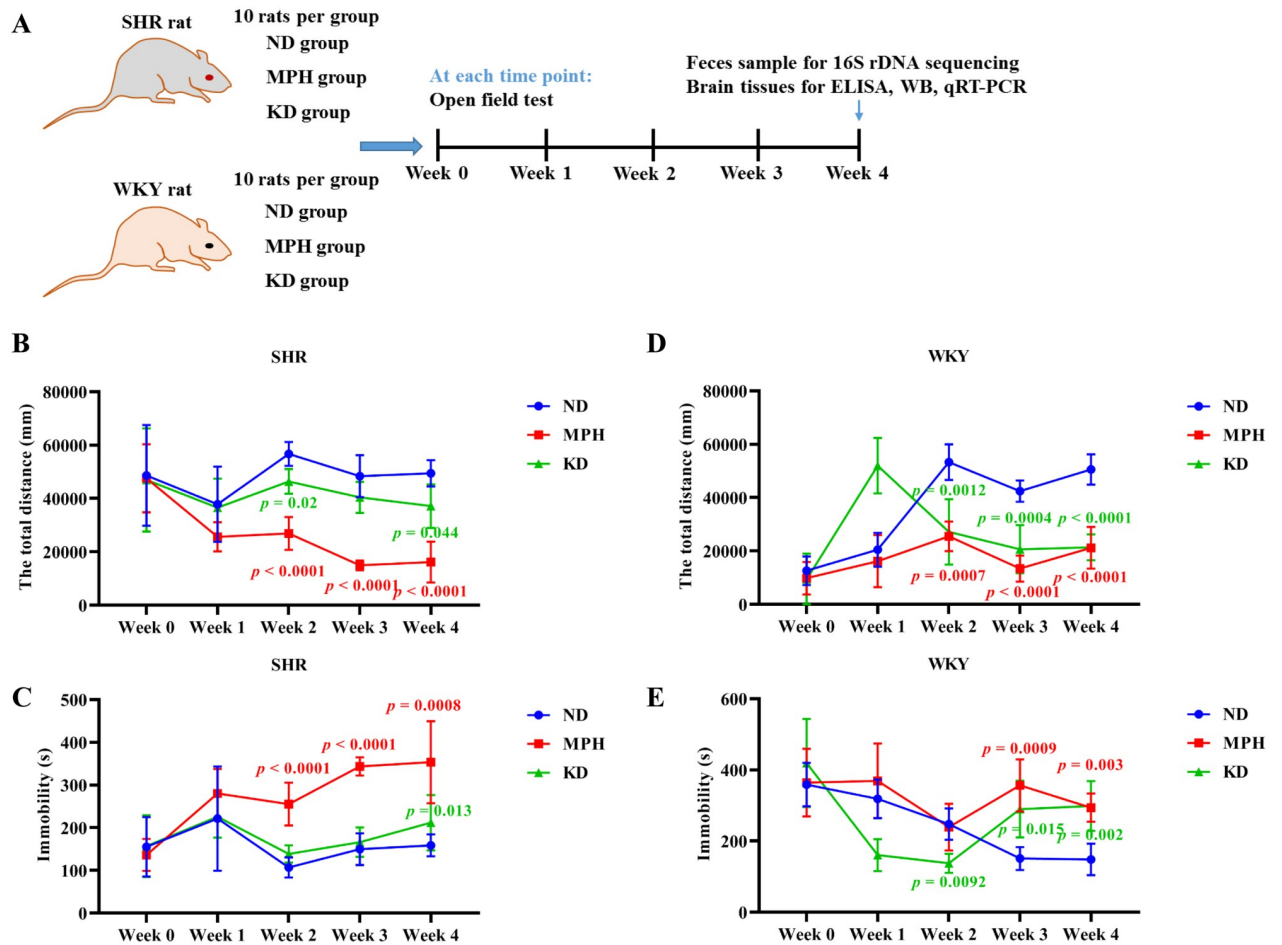 A
SHR rat
10 rats per group
ND group
MPH group
KD group
WKY rat
10 rats per group
ND group
MPH group
KD group
At each time point:
Open field test
Feces sample for 16S rDNA sequencing
Brain tissues for ELISA, WB, qRT-PCR
Week 0
Week 1
Week 2
Week 3
Week 4
B
SHR
The total distance (mm)
80000
60000
40000
20000
0
Week 0
Week 1
Week 2
Week 3
Week 4
p = 0.02
p = 0.044
p < 0.0001
p < 0.0001
p < 0.0001
ND
MPH
KD
D
WKY
The total distance (mm)
80000
60000
40000
20000
0
Week 0
Week 1
Week 2
Week 3
Week 4
p = 0.0012
p = 0.0004
p < 0.0001
p = 0.0007
p < 0.0001
p < 0.0001
ND
MPH
KD
C
SHR
Immobility (s)
500
400
300
200
100
0
Week 0
Week 1
Week 2
Week 3
Week 4
p < 0.0001
p < 0.0001
p = 0.0008
p = 0.013
ND
MPH
KD
E
WKY
Immobility (s)
600
400
200
0
Week 0
Week 1
Week 2
Week 3
Week 4
p = 0.0009
p = 0.003
p = 0.015
p = 0.002
p = 0.0092
ND
MPH
KD